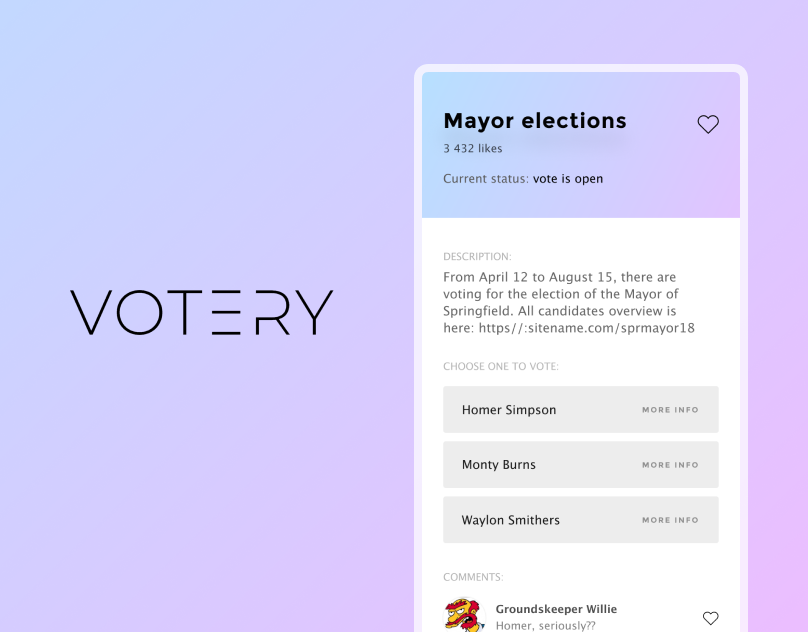 VOTERY
Mayor elections
3 432 likes
Current status: vote is open
DESCRIPTION:
From April 12 to August 15, there are
voting for the election of the Mayor of
Springfield. All candidates overview is
here: https//:sitename.com/sprmayor18
CHOOSE ONE TO VOTE:
Homer Simpson MORE INFO
Monty Burns MORE INFO
Waylon Smithers MORE INFO
COMMENTS:
Groundskeeper Willie
Homer, seriously??